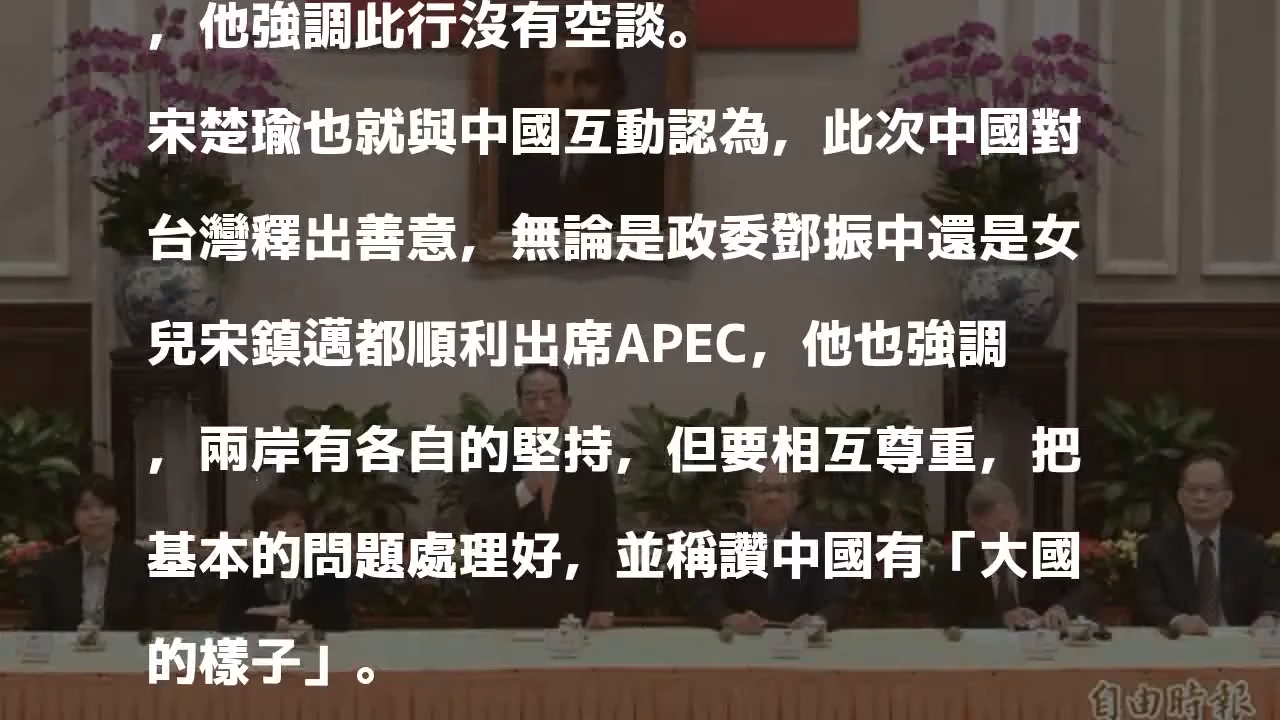 ，他強調此行沒有空談。
宋楚瑜也就與中國互動認為，此次中國對
台灣釋出善意，無論是政委鄧振中還是女
兒宋鎮邁都順利出席APEC，他也強調
，兩岸有各自的堅持，但要相互尊重，把
基本的問題處理好，並稱讚中國有「大國
的樣子」。
自由時報